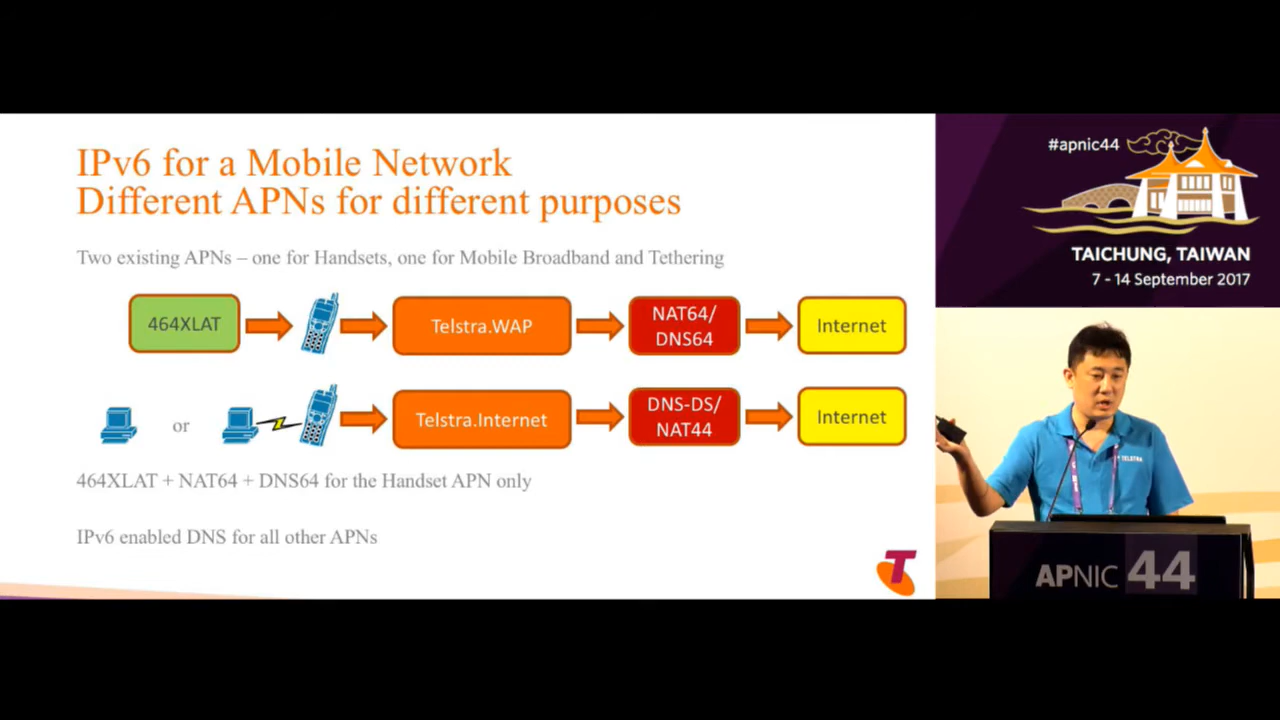 IPv6 for a Mobile Network
Different APNs for different purposes
Two existing APNs – one for Handsets, one for Mobile Broadband and Tethering
464XLAT
Telstra.WAP
NAT64/
DNS64
Internet
or
Telstra.Internet
DNS-DS/
NAT44
Internet
464XLAT + NAT64 + DNS64 for the Handset APN only
IPv6 enabled DNS for all other APNs
T
#apnic44
TAICHUNG, TAIWAN
7 - 14 September 2017
TELSTRA
APNIC 44